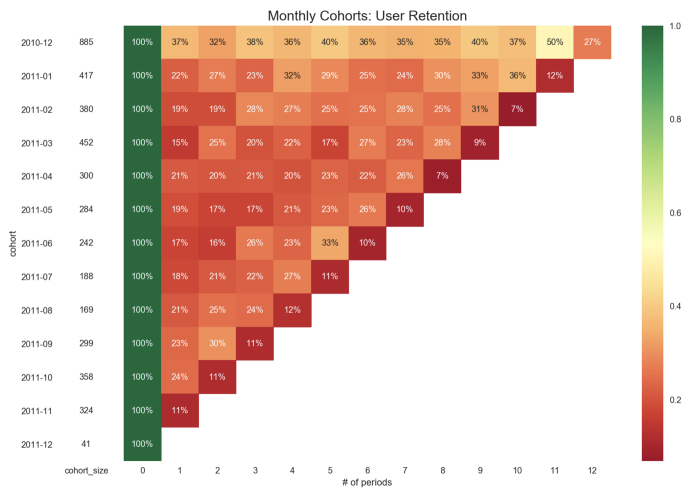 Monthly Cohorts: User Retention
2010-12 885 100% 37% 32% 38% 36% 40% 36% 35% 35% 40% 37% 50% 27%
2011-01 417 100% 22% 27% 23% 32% 29% 25% 24% 30% 33% 36% 12%
2011-02 380 100% 19% 19% 28% 27% 25% 25% 28% 25% 31% 7%
2011-03 452 100% 15% 25% 20% 22% 17% 27% 23% 28% 9%
2011-04 300 100% 21% 20% 21% 20% 23% 22% 26% 7%
2011-05 284 100% 19% 17% 17% 21% 23% 26% 10%
2011-06 242 100% 17% 16% 26% 23% 33% 10%
2011-07 188 100% 18% 21% 22% 27% 11%
2011-08 169 100% 21% 25% 24% 12%
2011-09 299 100% 23% 30% 11%
2011-10 358 100% 24% 11%
2011-11 324 100% 11%
2011-12 41 100%
cohort
cohort_size 0 1 2 3 4 5 6 7 8 9 10 11 12
# of periods
1.0
0.8
0.6
0.4
0.2